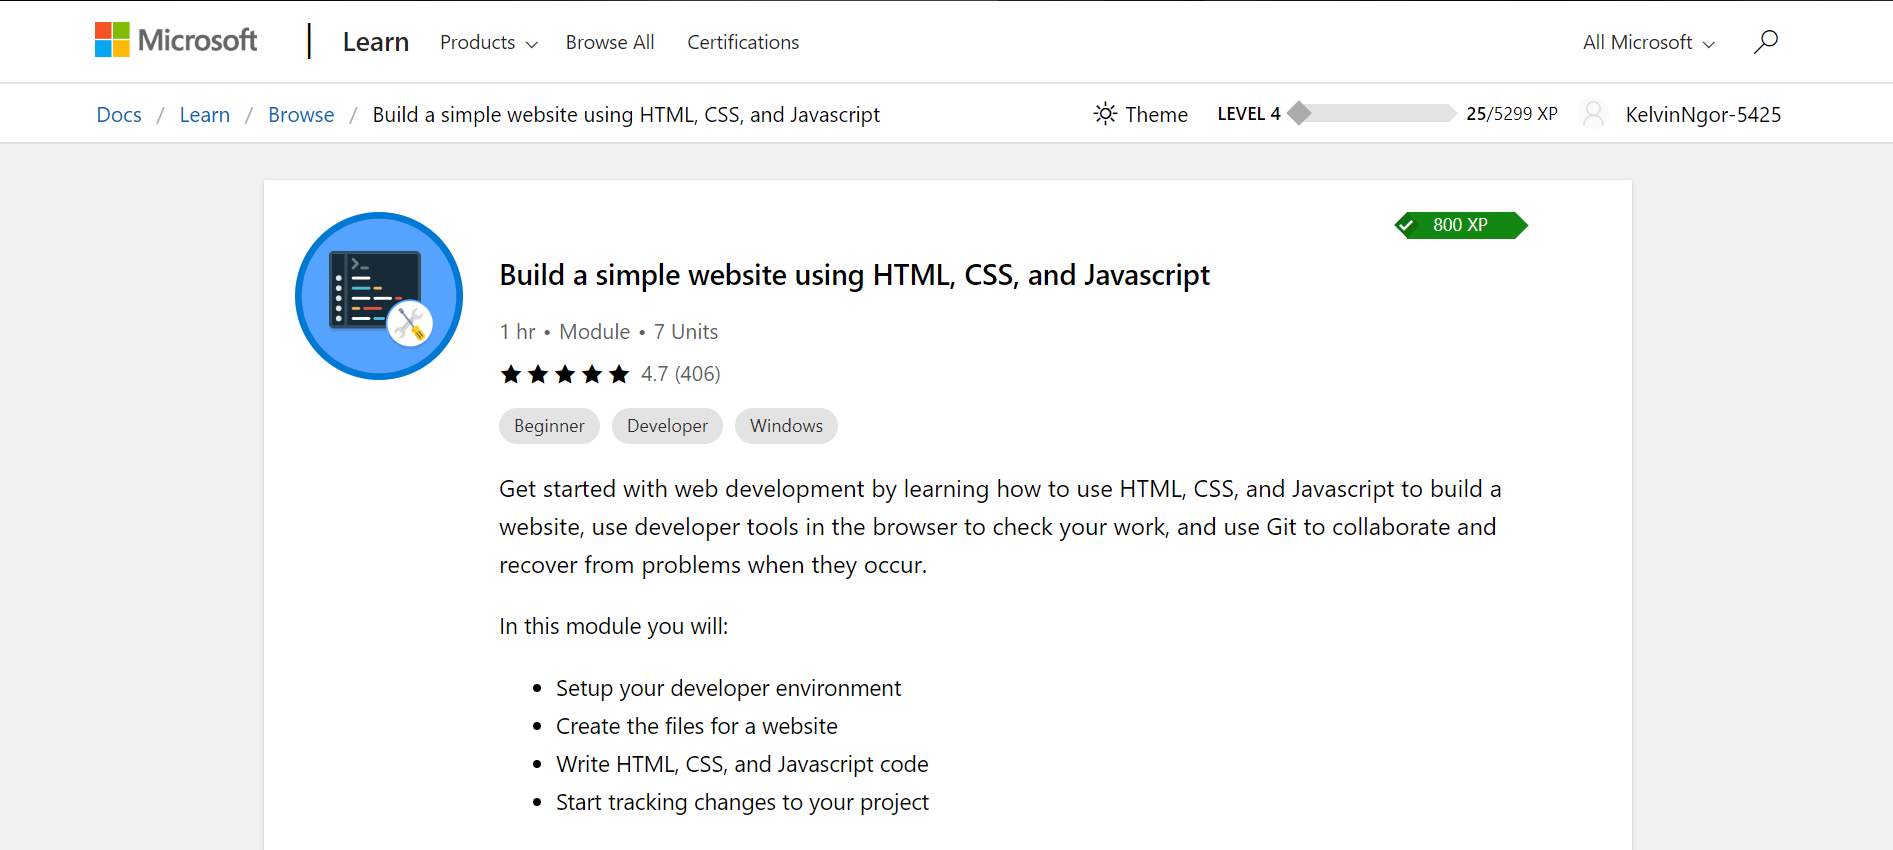 Microsoft | Learn Products Browse All Certifications All Microsoft
Docs / Learn / Browse / Build a simple website using HTML, CSS, and Javascript Theme LEVEL 4 25/5299 XP KelvinNgor-5425
800 XP
Build a simple website using HTML, CSS, and Javascript
1 hr • Module • 7 Units
4.7 (406)
Beginner Developer Windows
Get started with web development by learning how to use HTML, CSS, and Javascript to build a
website, use developer tools in the browser to check your work, and use Git to collaborate and
recover from problems when they occur.
In this module you will:
• Setup your developer environment
• Create the files for a website
• Write HTML, CSS, and Javascript code
• Start tracking changes to your project